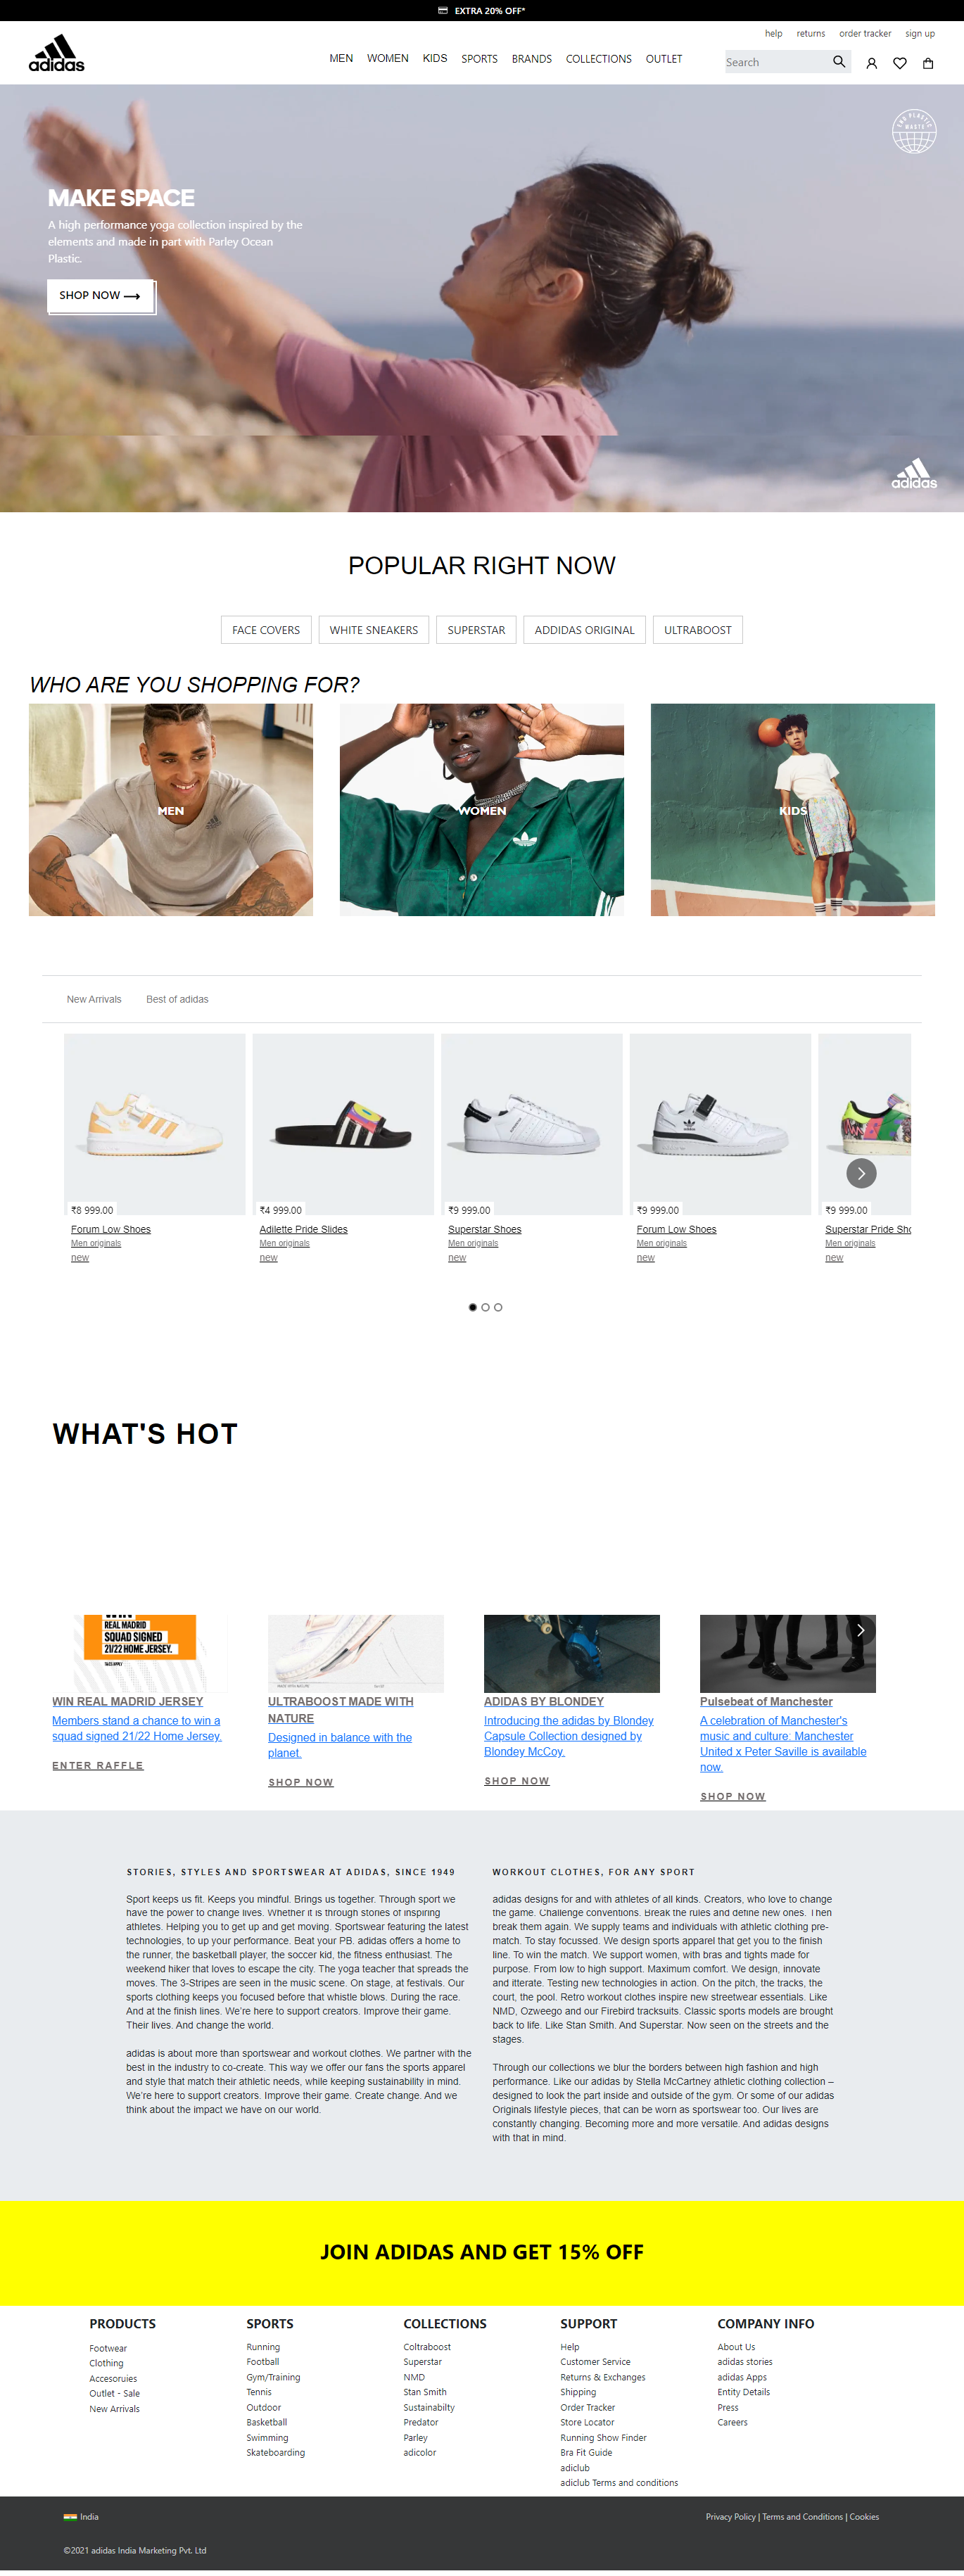 EXTRA 20% OFF*
help returns order tracker sign up
adidas
MEN WOMEN KIDS SPORTS BRANDS COLLECTIONS OUTLET
Search
END PLASTIC WASTE
MAKE SPACE
A high performance yoga collection inspired by the
elements and made in part with Parley Ocean
Plastic.
SHOP NOW
adidas
POPULAR RIGHT NOW
FACE COVERS WHITE SNEAKERS SUPERSTAR ADDIDAS ORIGINAL ULTRABOOST
WHO ARE YOU SHOPPING FOR?
MEN WOMEN KIDS
New Arrivals Best of adidas
₹8 999.00 ₹4 999.00 ₹9 999.00 ₹9 999.00 ₹9 999.00
Forum Low Shoes Adilette Pride Slides Superstar Shoes Forum Low Shoes Superstar Pride Sho
Men originals Men originals Men originals Men originals Men originals
new new new new new
WHAT'S HOT
WIN
REAL MADRID
SQUAD SIGNED
21/22 HOME JERSEY.
WIN REAL MADRID JERSEY
Members stand a chance to win a
squad signed 21/22 Home Jersey.
ENTER RAFFLE
ULTRABOOST MADE WITH
NATURE
Designed in balance with the
planet.
SHOP NOW
ADIDAS BY BLONDEY
Introducing the adidas by Blondey
Capsule Collection designed by
Blondey McCoy.
SHOP NOW
Pulsebeat of Manchester
A celebration of Manchester's
music and culture: Manchester
United x Peter Saville is available
now.
SHOP NOW
STORIES, STYLES AND SPORTSWEAR AT ADIDAS, SINCE 1949
Sport keeps us fit. Keeps you mindful. Brings us together. Through sport we
have the power to change lives. Whether it is through stories of inspiring
athletes. Helping you to get up and get moving. Sportswear featuring the latest
technologies, to up your performance. Beat your PB. adidas offers a home to
the runner, the basketball player, the soccer kid, the fitness enthusiast. The
weekend hiker that loves to escape the city. The yoga teacher that spreads the
moves. The 3-Stripes are seen in the music scene. On stage, at festivals. Our
sports clothing keeps you focused before that whistle blows. During the race.
And at the finish lines. We're here to support creators. Improve their game.
Their lives. And change the world.
adidas is about more than sportswear and workout clothes. We partner with the
best in the industry to co-create. This way we offer our fans the sports apparel
and style that match their athletic needs, while keeping sustainability in mind.
We're here to support creators. Improve their game. Create change. And we
think about the impact we have on our world.
WORKOUT CLOTHES, FOR ANY SPORT
adidas designs for and with athletes of all kinds. Creators, who love to change
the game. Challenge conventions. Break the rules and define new ones. Then
break them again. We supply teams and individuals with athletic clothing pre-
match. To stay focussed. We design sports apparel that get you to the finish
line. To win the match. We support women, with bras and tights made for
purpose. From low to high support. Maximum comfort. We design, innovate
and itterate. Testing new technologies in action. On the pitch, the tracks, the
court, the pool. Retro workout clothes inspire new streetwear essentials. Like
NMD, Ozweego and our Firebird tracksuits. Classic sports models are brought
back to life. Like Stan Smith. And Superstar. Now seen on the streets and the
stages.
Through our collections we blur the borders between high fashion and high
performance. Like our adidas by Stella McCartney athletic clothing collection –
designed to look the part inside and outside of the gym. Or some of our adidas
Originals lifestyle pieces, that can be worn as sportswear too. Our lives are
constantly changing. Becoming more and more versatile. And adidas designs
with that in mind.
JOIN ADIDAS AND GET 15% OFF
PRODUCTS
Footwear
Clothing
Accesoruies
Outlet - Sale
New Arrivals
SPORTS
Running
Football
Gym/Training
Tennis
Outdoor
Basketball
Swimming
Skateboarding
COLLECTIONS
Coltraboost
Superstar
NMD
Stan Smith
Sustainabilty
Predator
Parley
adicolor
SUPPORT
Help
Customer Service
Returns & Exchanges
Shipping
Order Tracker
Store Locator
Running Show Finder
Bra Fit Guide
adiclub
adiclub Terms and conditions
COMPANY INFO
About Us
adidas stories
adidas Apps
Entity Details
Press
Careers
India
Privacy Policy | Terms and Conditions | Cookies
©2021 adidas India Marketing Pvt. Ltd